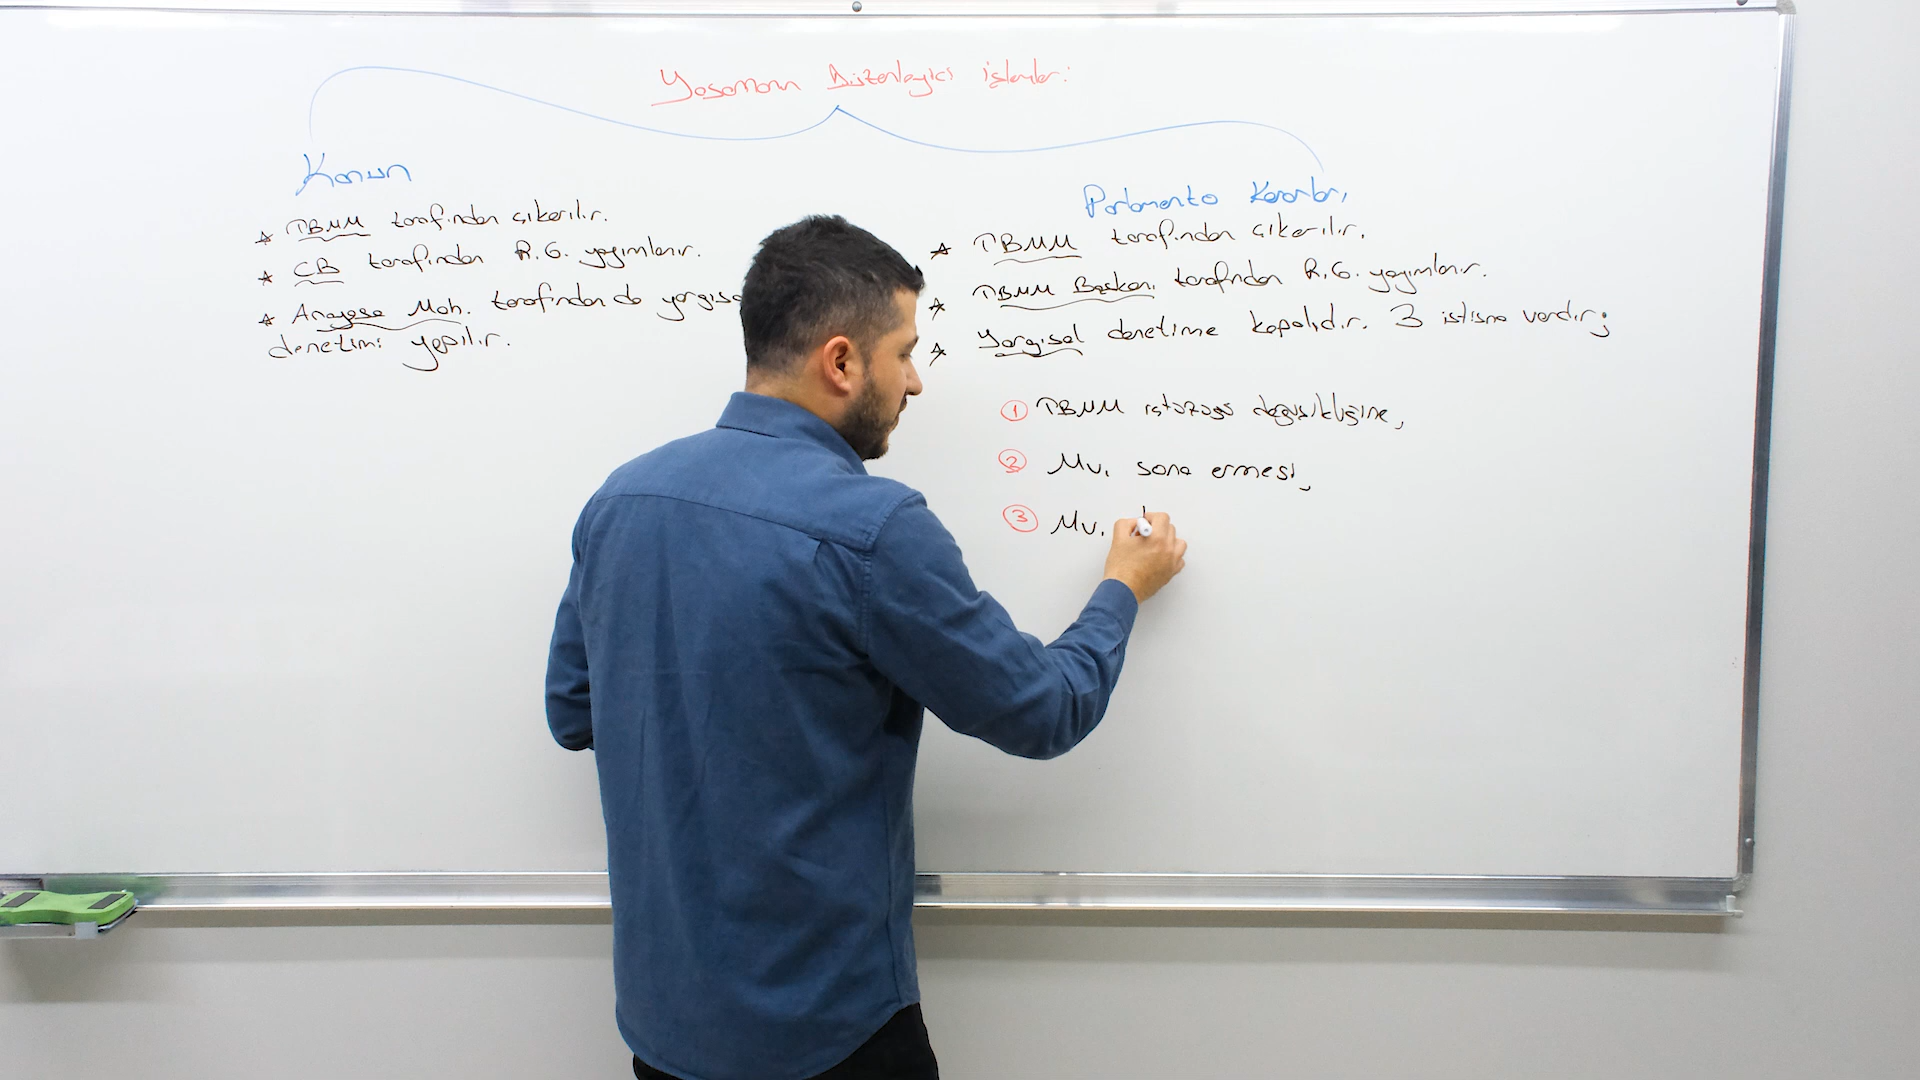 Yasamanın Düzenleyici İşlemler:
Kanun
* TBMM tarafından çıkarılır.
* CB tarafından R.G. yayımlanır.
* Anayasa Mah. tarafından da yargısa
denetimi yapılır.
Parlamento Kararları
* TBMM tarafından çıkarılır.
* TBMM Başkanı tarafından R.G. yayımlanır.
* Yargısal denetime kapalıdır. 3 istisna vardır;
① TBMM içtüzüğü değişikliğine,
② Mv. sona ermesi,
③ Mv.